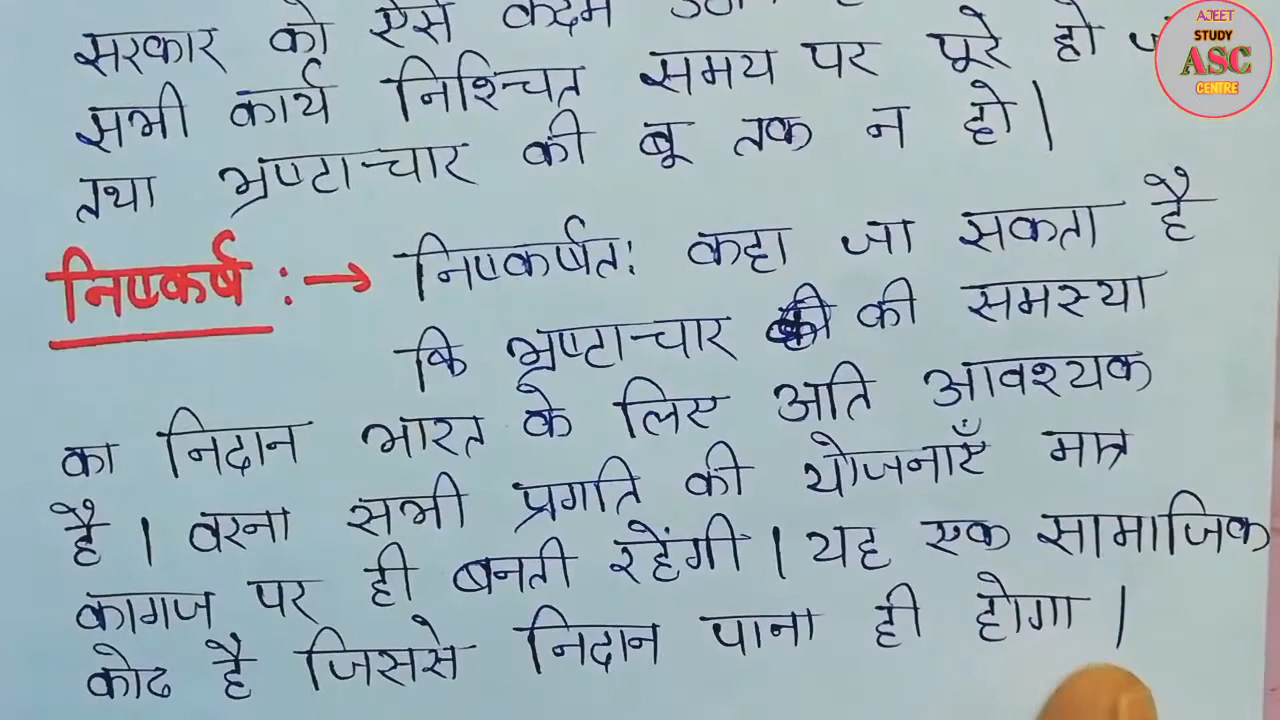 सरकार को ऐसे कदम
सभी कार्य निश्चित समय पर पूरे हो
तथा भ्रष्टाचार की बू तक न हो।
निष्कर्ष :→ निष्कर्षत: कहा जा सकता है
कि भ्रष्टाचार की समस्या
का निदान भारत के लिए अति आवश्यक
है। वरना सभी प्रगति की योजनाएँ मात्र
कागज पर ही बनती रहेंगी। यह एक सामाजिक
कोढ है जिससे निदान पाना ही होगा।
AJEET
STUDY
ASC
CENTRE